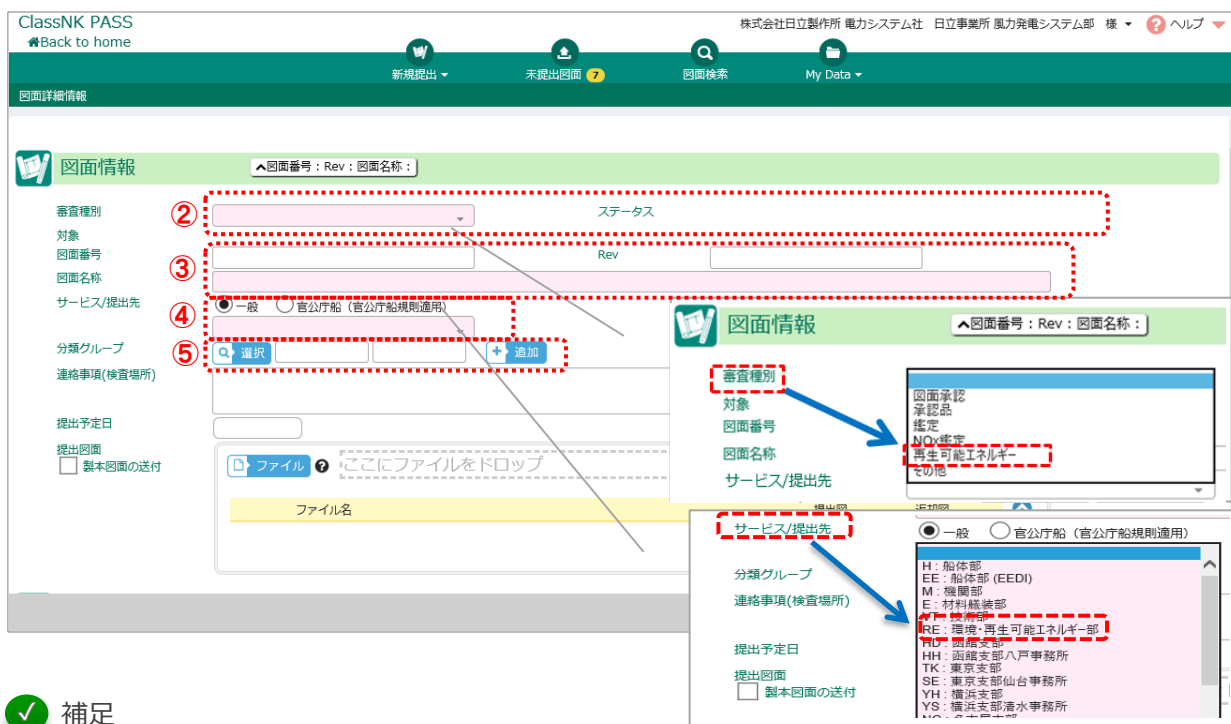 ClassNK PASS
Back to home
株式会社日立製作所 電力システム社 日立事業所 風力発電システム部 様
ヘルプ
新規提出
未提出図面 7
図面検索
My Data
図面詳細情報
図面情報
図面番号：Rev：図面名称：
審査種別
②
ステータス
対象
図面番号
Rev
③
図面名称
サービス/提出先
④
一般
官公庁船（官公庁船規則適用）
分類グループ
⑤
選択
追加
連絡事項(検査場所)
提出予定日
提出図面
製本図面の送付
ファイル
ここにファイルをドロップ
ファイル名
図面情報
図面番号：Rev：図面名称：
審査種別
対象
図面番号
図面名称
サービス/提出先
図面承認
承認品
鑑定
NOx鑑定
再生可能エネルギー
その他
提出図
返却図
サービス/提出先
一般
官公庁船（官公庁船規則適用）
分類グループ
連絡事項(検査場所)
提出予定日
提出図面
製本図面の送付
H : 船体部
EE : 船体部 (EEDI)
M : 機関部
E : 材料艤装部
VT : 技術部
RE : 環境･再生可能エネルギー部
HD : 函館支部
HH : 函館支部八戸事務所
TK : 東京支部
SE : 東京支部仙台事務所
YH : 横浜支部
YS : 横浜支部清水事務所
NG : 名古屋支部
補足